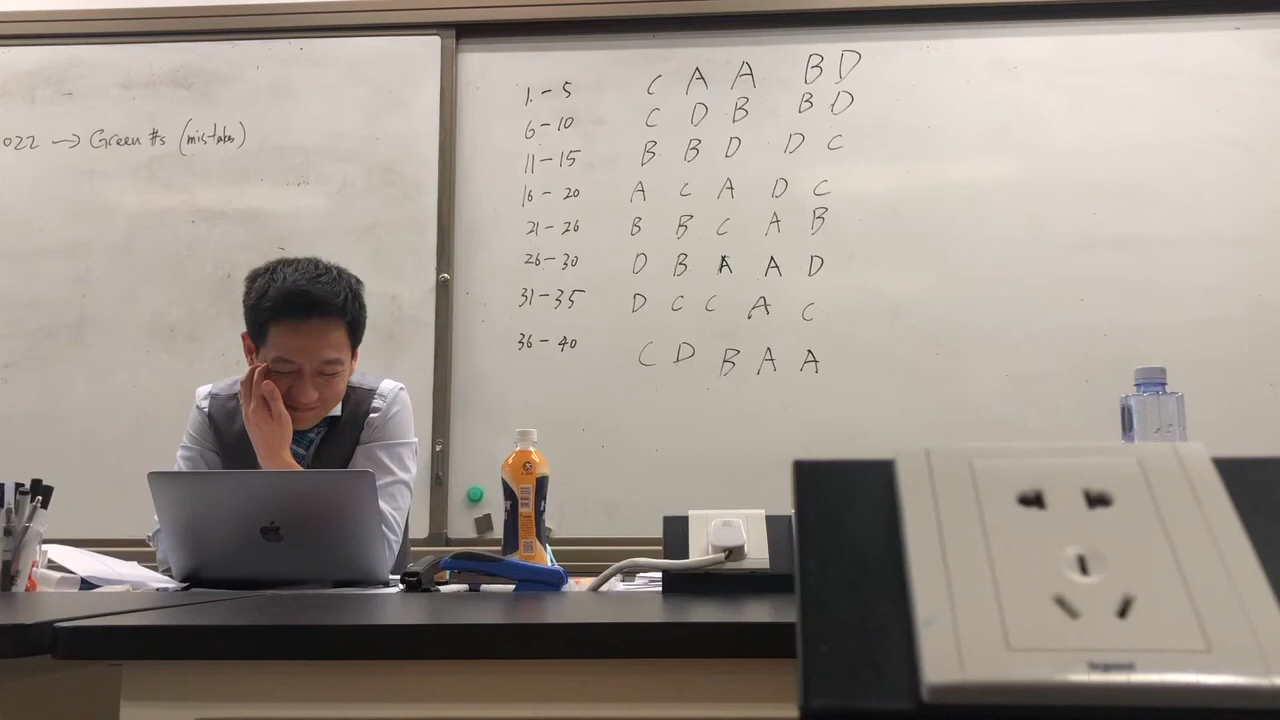 022 → Green #s (mistakes)
1.-5 C A A B D
6-10 C D B B D
11-15 B B D D C
16-20 A C A D C
21-26 B B C A B
26-30 D B A A D
31-35 D C C A C
36-40 C D B A A
legrand